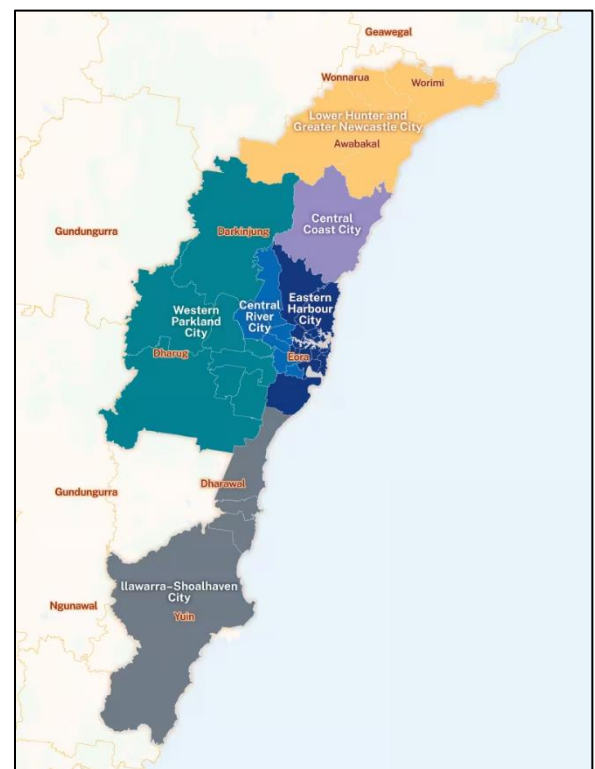 Geawegal
Wonnarua
Worimi
Lower Hunter and
Greater Newcastle City
Awabakal
Central
Coast City
Gundungurra
Darkinjung
Western
Parkland
City
Central
River
City
Eastern
Harbour
City
Dharug
Eora
Dharawal
Gundungurra
llawarra–Shoalhaven
City
Ngunawal
Yuin